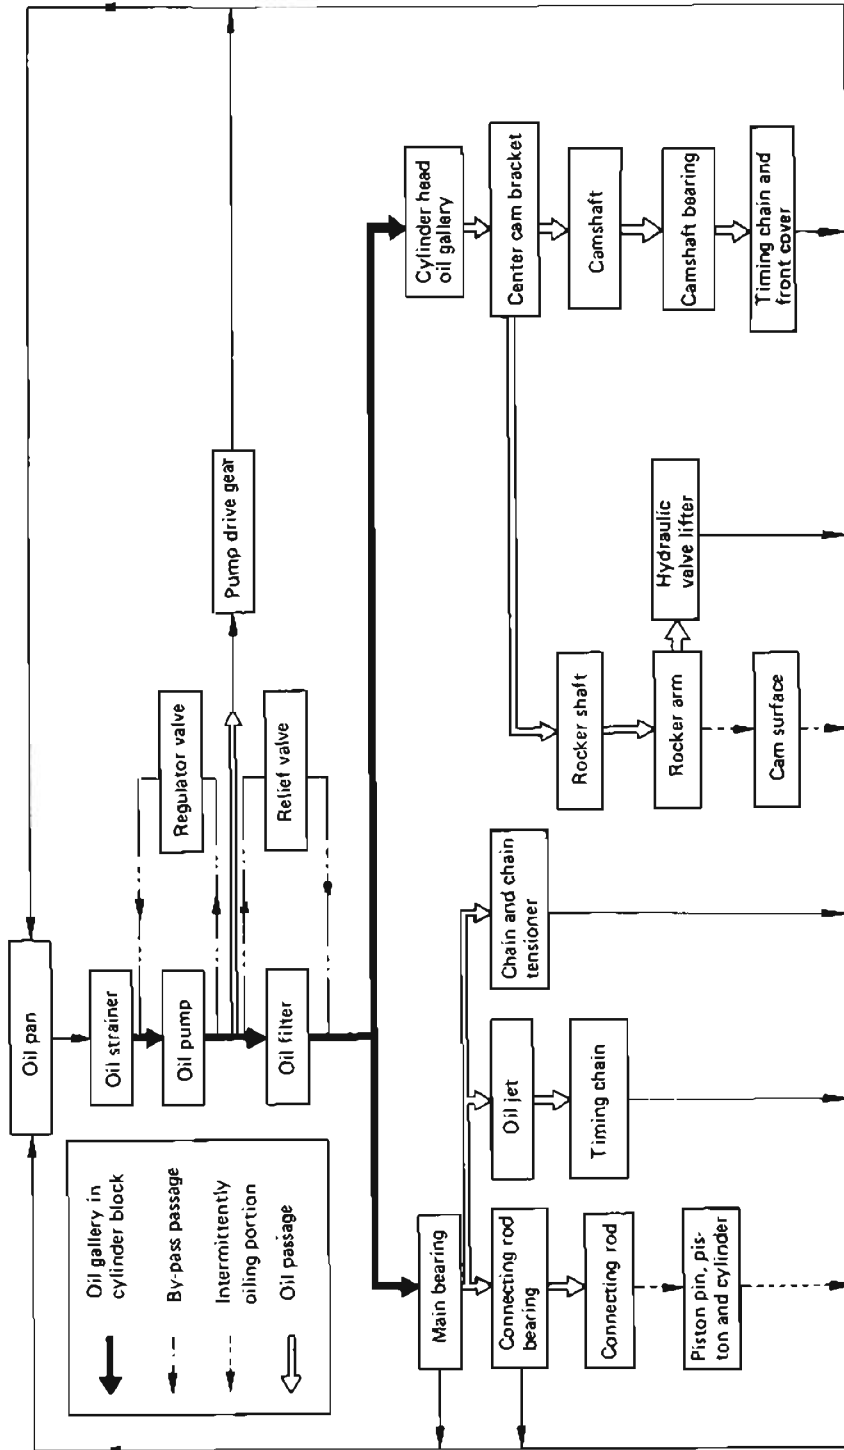 Oil pan
Oil strainer
Oil pump
Oil filter
Regulator valve
Relief valve
Pump drive gear
Oil gallery in
cylinder block
By-pass passage
Intermittently
oiling portion
Oil passage
Main bearing
Connecting rod
bearing
Connecting rod
Piston pin, pis-
ton and cylinder
Oil jet
Timing chain
Chain and chain
tensioner
Rocker shaft
Rocker arm
Cam surface
Hydraulic
valve lifter
Cylinder head
oil gallery
Center cam bracket
Camshaft
Camshaft bearing
Timing chain and
front cover